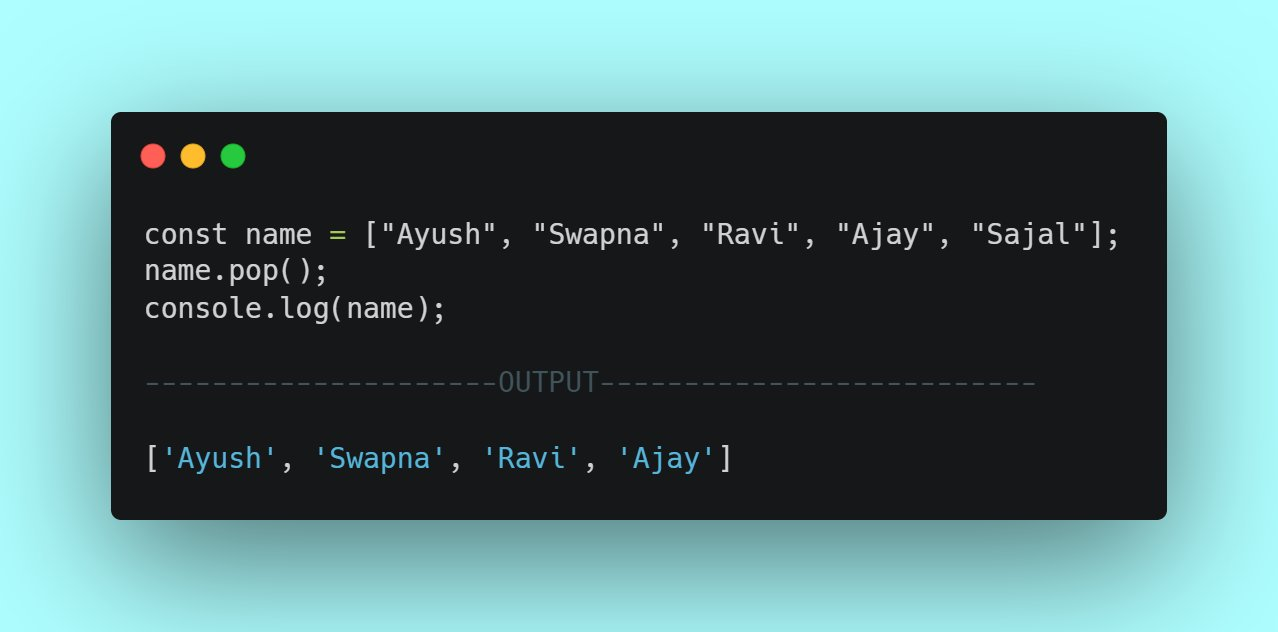 const name = ["Ayush", "Swapna", "Ravi", "Ajay", "Sajal"];
name.pop();
console.log(name);
---------------------OUTPUT--------------------------
['Ayush', 'Swapna', 'Ravi', 'Ajay']